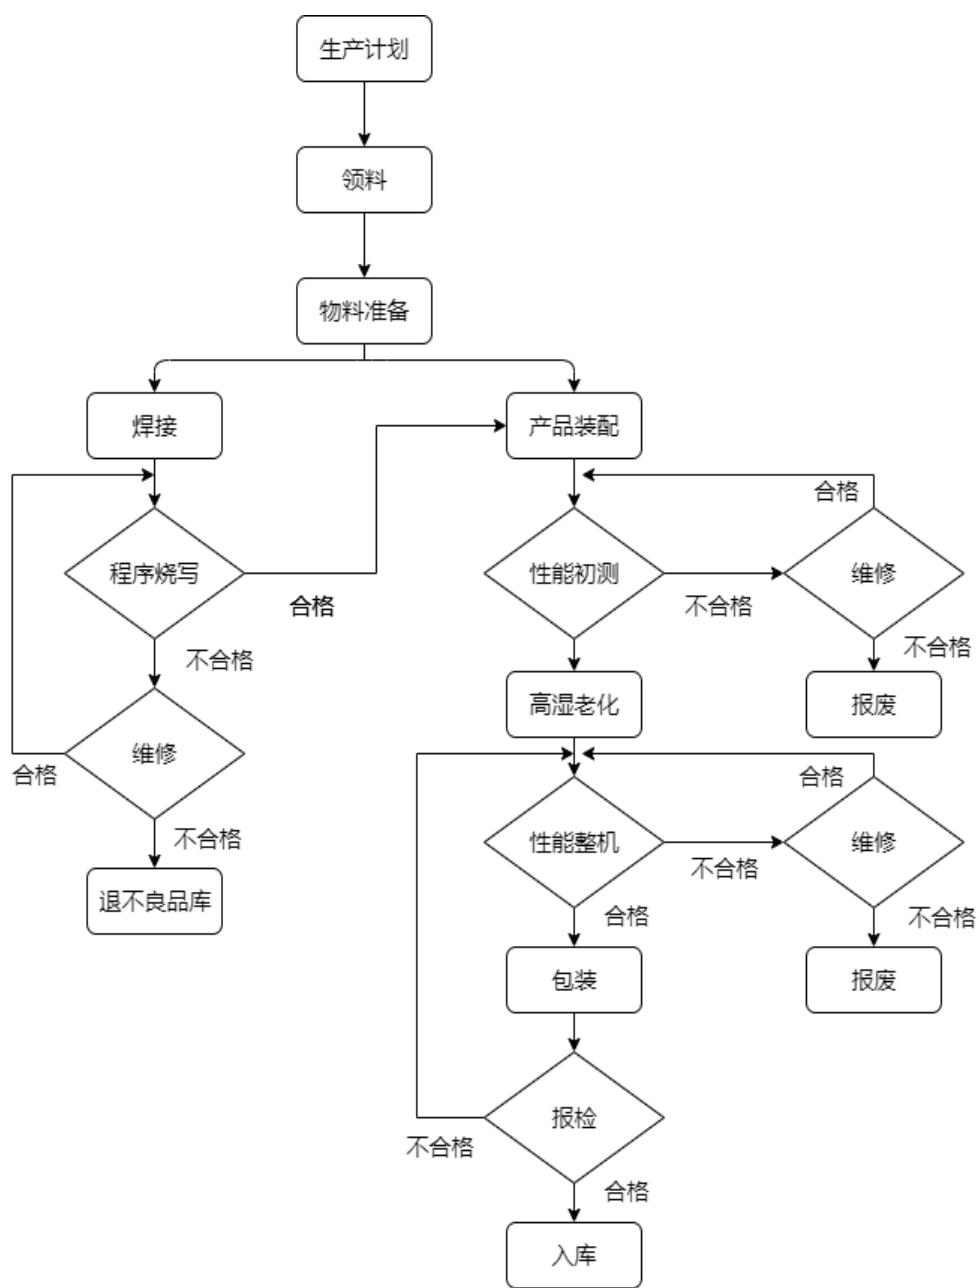 生产计划
领料
物料准备
焊接
产品装配
合格
程序烧写
性能初测
维修
合格
不合格
不合格
不合格
高湿老化
报废
维修
合格
合格
不合格
性能整机
维修
不合格
退不良品库
合格
不合格
包装
报废
报检
不合格
合格
入库